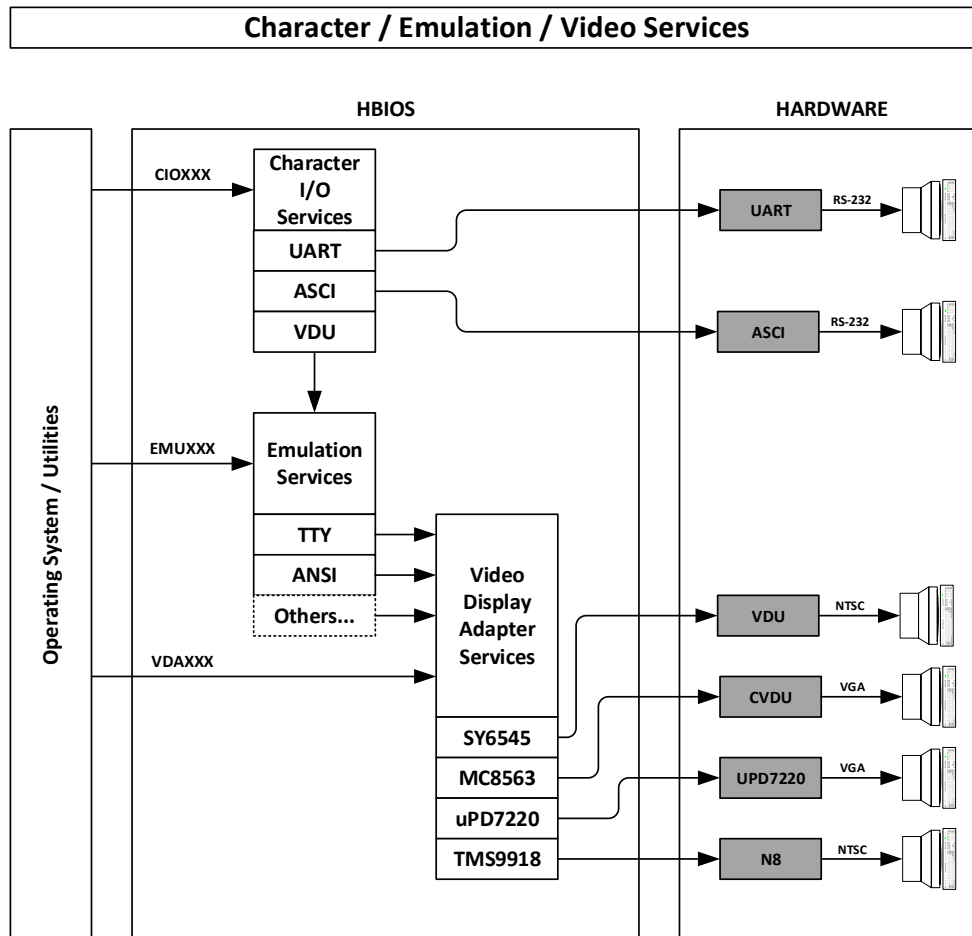 Character / Emulation / Video Services
HBIOS
HARDWARE
Operating System / Utilities
CIOXXX
Character
I/O
Services
UART
ASCI
VDU
UART
RS-232
ASCI
RS-232
EMUXXX
Emulation
Services
TTY
ANSI
Others...
VDAXXX
Video
Display
Adapter
Services
SY6545
MC8563
uPD7220
TMS9918
VDU
NTSC
CVDU
VGA
UPD7220
VGA
N8
NTSC